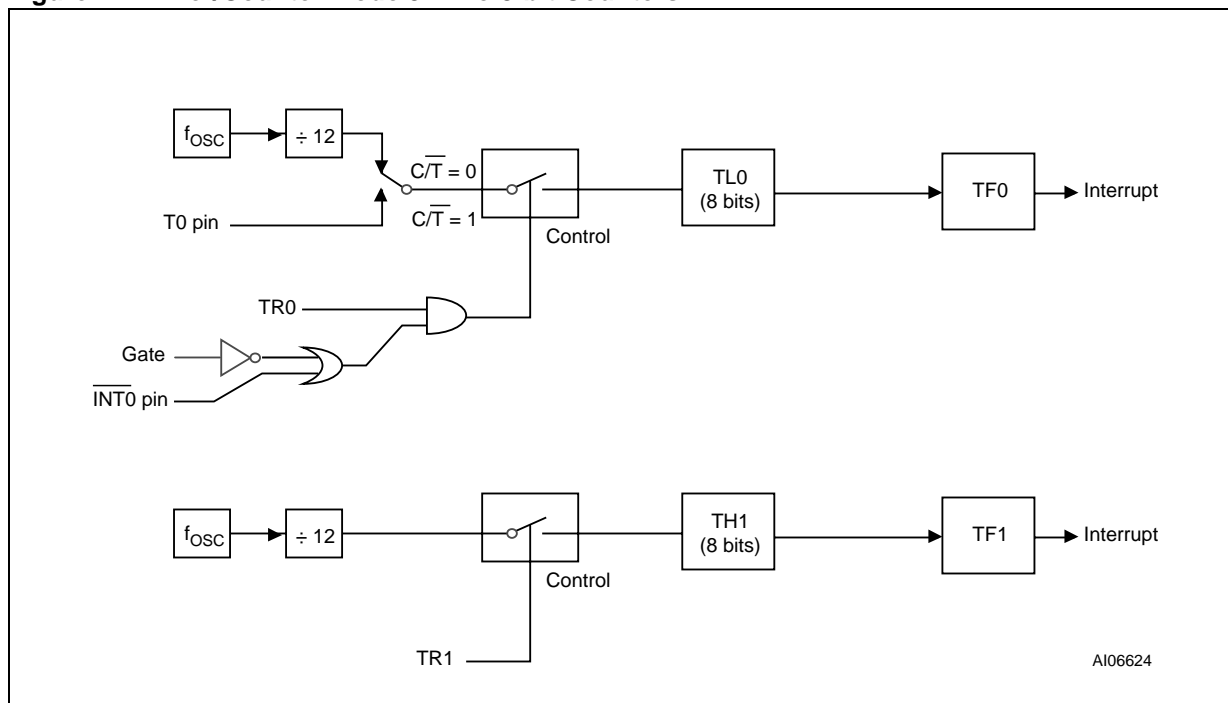 fOSC
÷ 12
C/T̅ = 0
C/T̅ = 1
T0 pin
Control
TL0
(8 bits)
TF0
Interrupt
TR0
Gate
I̅N̅T̅0̅ pin
fOSC
÷ 12
Control
TH1
(8 bits)
TF1
Interrupt
TR1
AI06624